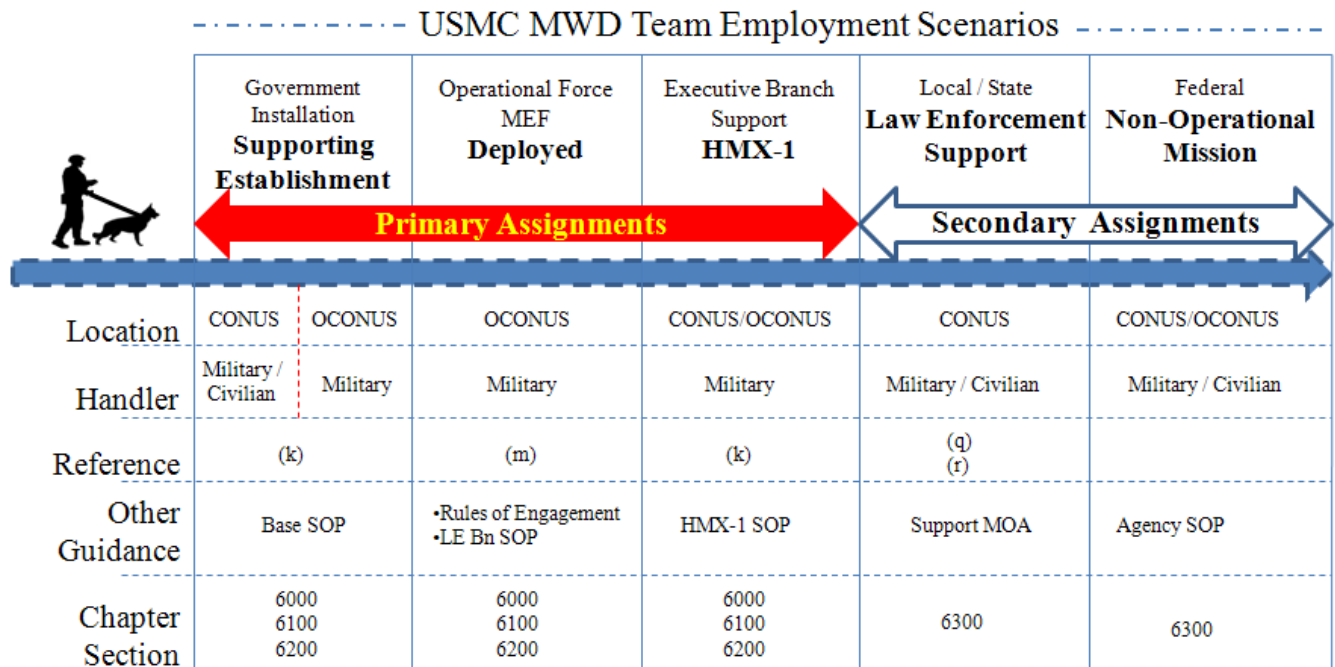 USMC MWD Team Employment Scenarios
Government
Installation
Supporting
Establishment
Operational Force
MEF
Deployed
Executive Branch
Support
HMX-1
Local / State
Law Enforcement
Support
Federal
Non-Operational
Mission
Primary Assignments
Secondary Assignments
Location
CONUS
OCONUS
OCONUS
CONUS/OCONUS
CONUS
CONUS/OCONUS
Handler
Military /
Civilian
Military
Military
Military
Military / Civilian
Military / Civilian
Reference
(k)
(m)
(k)
(q)
(r)
Other
Guidance
Base SOP
•Rules of Engagement
•LE Bn SOP
HMX-1 SOP
Support MOA
Agency SOP
Chapter
Section
6000
6100
6200
6000
6100
6200
6000
6100
6200
6300
6300